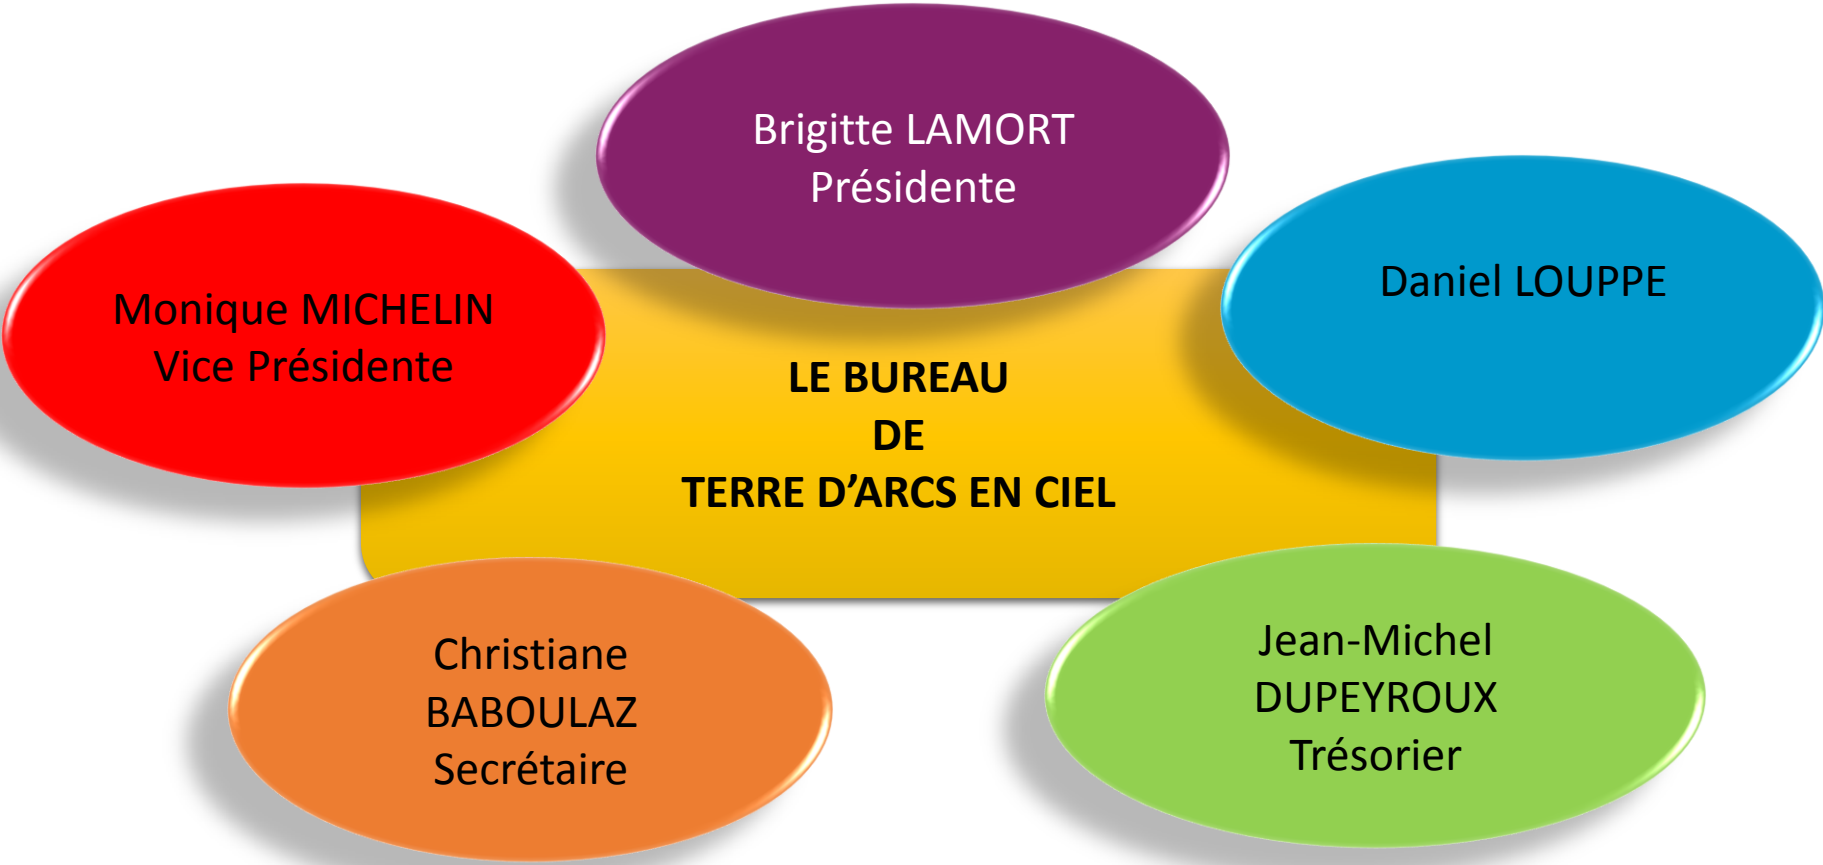 Brigitte LAMORT
Présidente
Monique MICHELIN
Vice Présidente
Daniel LOUPPE
LE BUREAU
DE
TERRE D’ARCS EN CIEL
Christiane
BABOULAZ
Secrétaire
Jean-Michel
DUPEYROUX
Trésorier